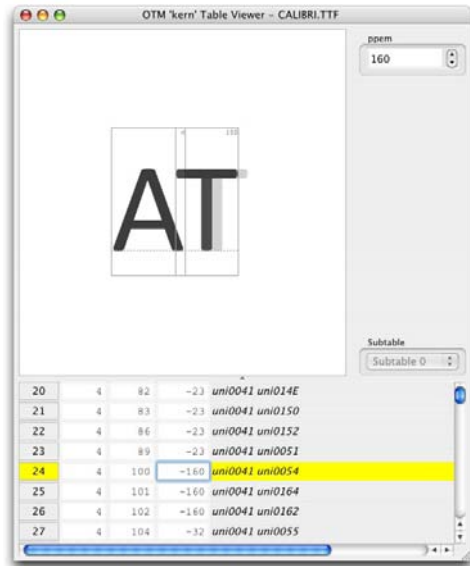 OTM 'kern' Table Viewer – CALIBRI.TTF
ppem
160
AT
Subtable
Subtable 0
20 4 82 -23 uni0041 uni014E
21 4 83 -23 uni0041 uni0150
22 4 86 -23 uni0041 uni0152
23 4 89 -23 uni0041 uni0051
24 4 100 -160 uni0041 uni0054
25 4 101 -160 uni0041 uni0164
26 4 102 -160 uni0041 uni0162
27 4 104 -32 uni0041 uni0055